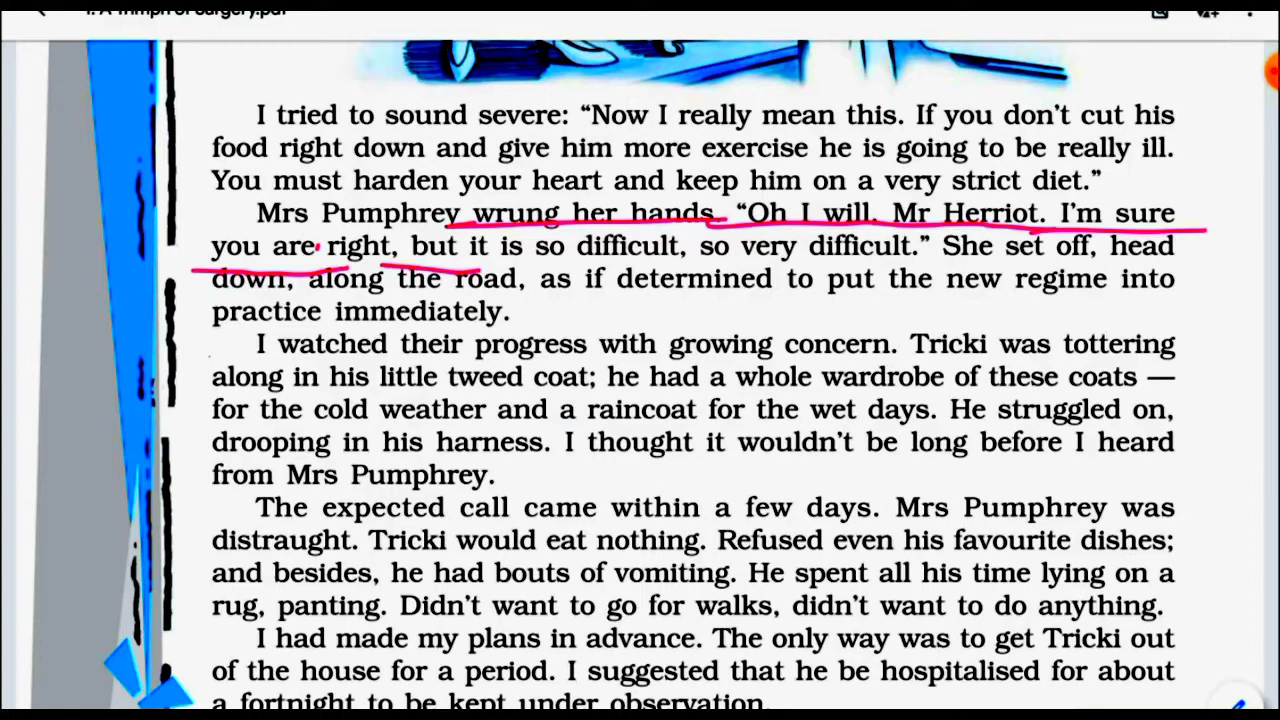 I tried to sound severe: “Now I really mean this. If you don’t cut his
food right down and give him more exercise he is going to be really ill.
You must harden your heart and keep him on a very strict diet.”
Mrs Pumphrey wrung her hands. “Oh I will, Mr Herriot. I’m sure
you are right, but it is so difficult, so very difficult.” She set off, head
down, along the road, as if determined to put the new regime into
practice immediately.
I watched their progress with growing concern. Tricki was tottering
along in his little tweed coat; he had a whole wardrobe of these coats —
for the cold weather and a raincoat for the wet days. He struggled on,
drooping in his harness. I thought it wouldn’t be long before I heard
from Mrs Pumphrey.
The expected call came within a few days. Mrs Pumphrey was
distraught. Tricki would eat nothing. Refused even his favourite dishes;
and besides, he had bouts of vomiting. He spent all his time lying on a
rug, panting. Didn’t want to go for walks, didn’t want to do anything.
I had made my plans in advance. The only way was to get Tricki out
of the house for a period. I suggested that he be hospitalised for about
a fortnight to be kept under observation.